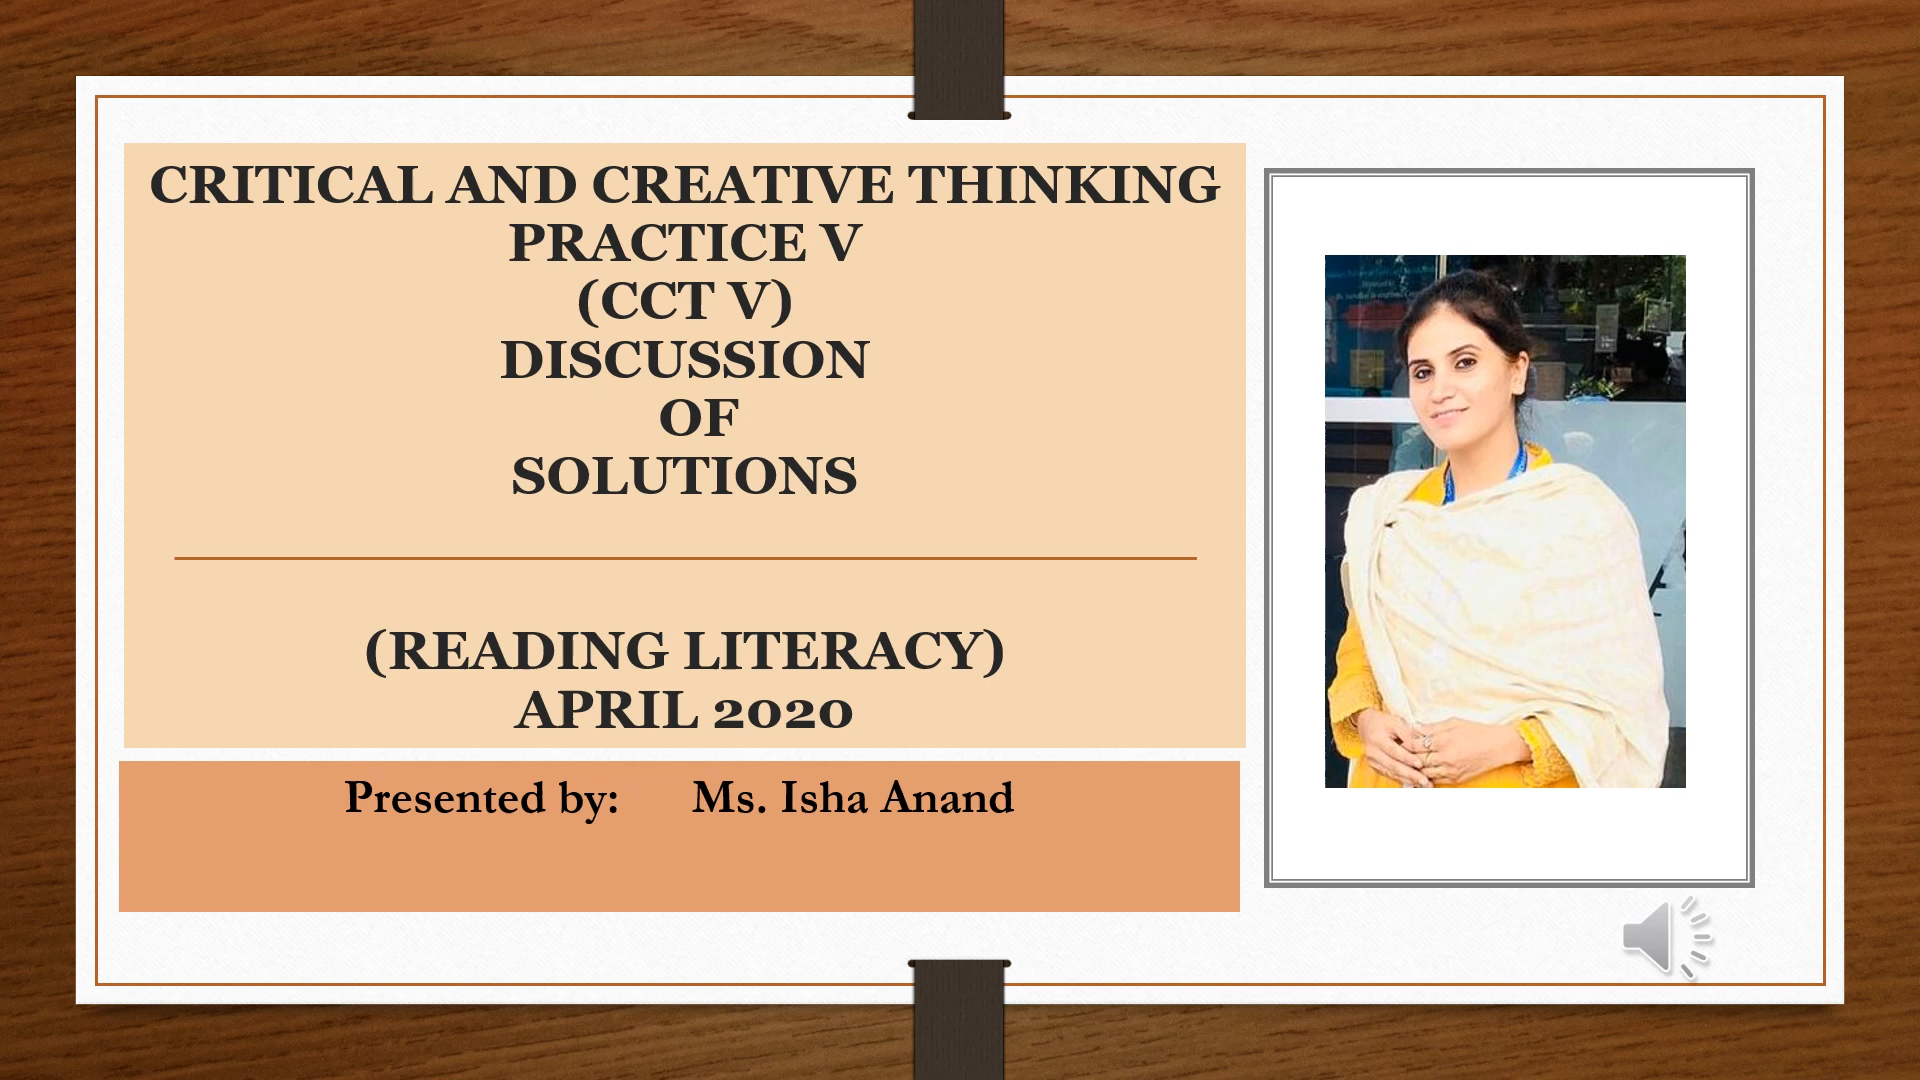 CRITICAL AND CREATIVE THINKING
PRACTICE V
(CCT V)
DISCUSSION
OF
SOLUTIONS
(READING LITERACY)
APRIL 2020
Presented by: Ms. Isha Anand